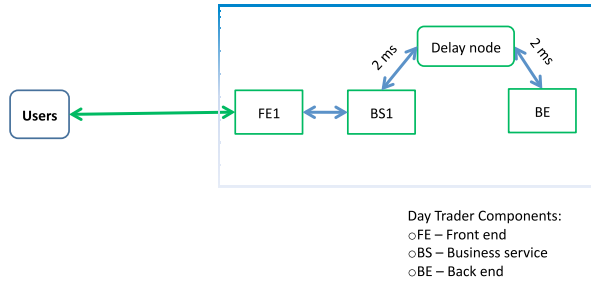 Delay node
2 ms
2 ms
Users
FE1
BS1
BE
Day Trader Components:
○FE – Front end
○BS – Business service
○BE – Back end